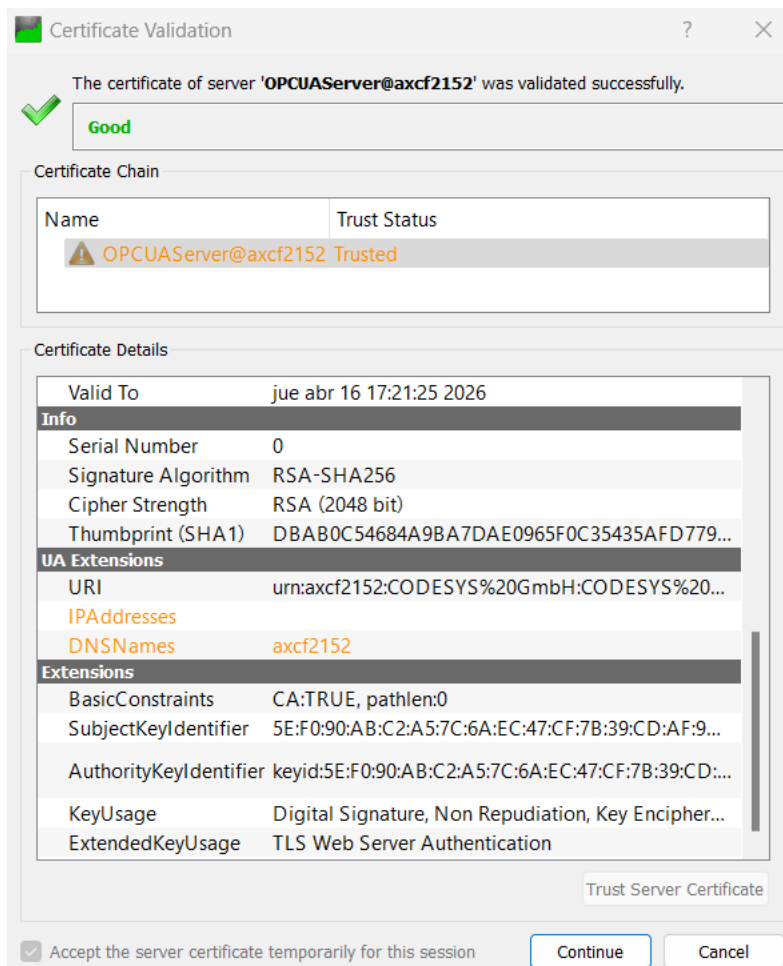 Certificate Validation ? ×
The certificate of server 'OPCUAServer@axcf2152' was validated successfully.
Good
Certificate Chain
Name Trust Status
OPCUAServer@axcf2152 Trusted
Certificate Details
Valid To jue abr 16 17:21:25 2026
Info
Serial Number 0
Signature Algorithm RSA-SHA256
Cipher Strength RSA (2048 bit)
Thumbprint (SHA1) DBAB0C54684A9BA7DAE0965F0C35435AFD779...
UA Extensions
URI urn:axcf2152:CODESYS%20GmbH:CODESYS%20...
IPAddresses
DNSNames axcf2152
Extensions
BasicConstraints CA:TRUE, pathlen:0
SubjectKeyIdentifier 5E:F0:90:AB:C2:A5:7C:6A:EC:47:CF:7B:39:CD:AF:9...
AuthorityKeyIdentifier keyid:5E:F0:90:AB:C2:A5:7C:6A:EC:47:CF:7B:39:CD:...
KeyUsage Digital Signature, Non Repudiation, Key Encipher...
ExtendedKeyUsage TLS Web Server Authentication
Trust Server Certificate
Accept the server certificate temporarily for this session Continue Cancel